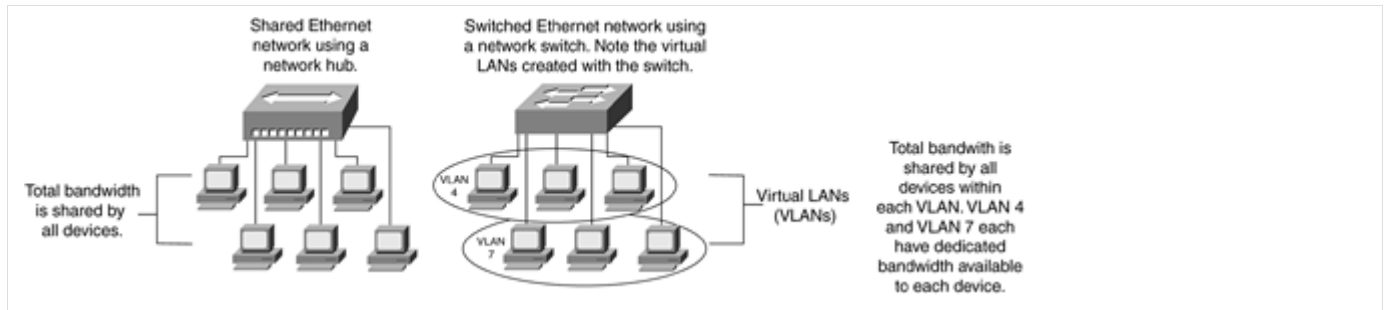 Shared Ethernet
network using a
network hub.
Switched Ethernet network using
a network switch. Note the virtual
LANs created with the switch.
Total bandwidth
is shared by
all devices.
VLAN
4
VLAN
7
Virtual LANs
(VLANs)
Total bandwith is
shared by all
devices within
each VLAN. VLAN 4
and VLAN 7 each
have dedicated
bandwidth available
to each device.